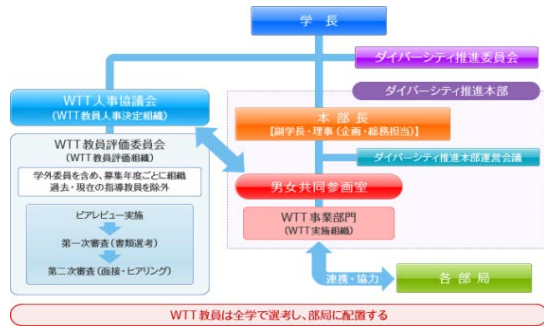 学 長
ダイバーシティ推進委員会
ダイバーシティ推進本部
WTT人事協議会
(WTT教員人事決定組織)
本 部 長
【副学長・理事(企画・総務担当)】
WTT教員評価委員会
(WTT教員評価組織)
ダイバーシティ推進本部運営会議
学外委員を含め、募集年度ごとに組織
過去・現在の指導教員を除外
男女共同参画室
ピアレビュー実施
WTT事業部門
(WTT実施組織)
第一次審査(書類選考)
第二次審査(面接・ヒアリング)
連携・協力
各 部 局
WTT教員は全学で選考し、部局に配置する